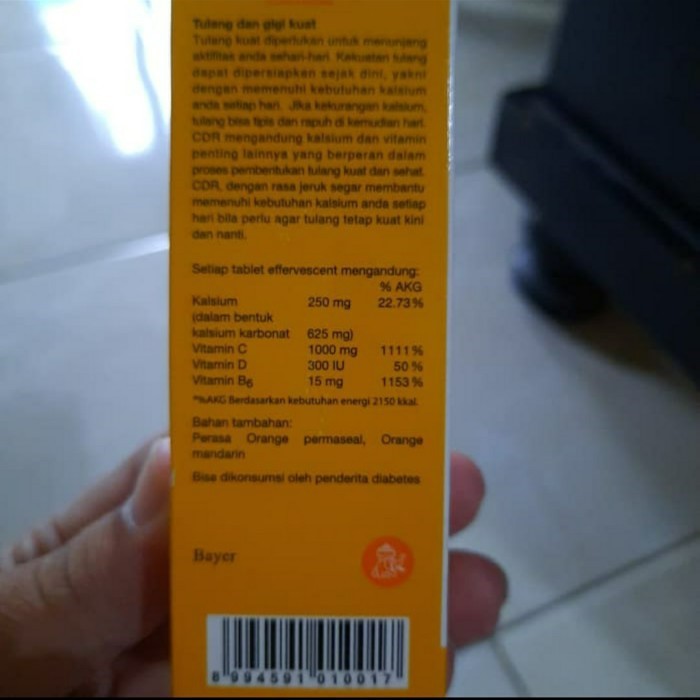 Tulang dan gigi kuat
Tulang kuat diperlukan untuk menunjang
aktifitas anda sehari-hari. Kekuatan tulang
dapat dipersiapkan sejak dini, yakni
dengan memenuhi kebutuhan kalsium
anda setiap hari. Jika kekurangan kalsium,
tulang bisa tipis dan rapuh di kemudian hari.
CDR mengandung kalsium dan vitamin
penting lainnya yang berperan dalam
proses pembentukan tulang kuat dan sehat.
CDR, dengan rasa jeruk segar membantu
memenuhi kebutuhan kalsium anda setiap
hari bila perlu agar tulang tetap kuat kini
dan nanti.
Setiap tablet effervescent mengandung:
% AKG
Kalsium 250 mg 22.73%
(dalam bentuk
kalsium karbonat 625 mg)
Vitamin C 1000 mg 1111%
Vitamin D 300 IU 50%
Vitamin B6 15 mg 1153%
*%AKG Berdasarkan kebutuhan energi 2150 kkal.
Bahan tambahan:
Perasa Orange permaseal, Orange
mandarin
Bisa dikonsumsi oleh penderita diabetes
Bayer
8 994591 010017